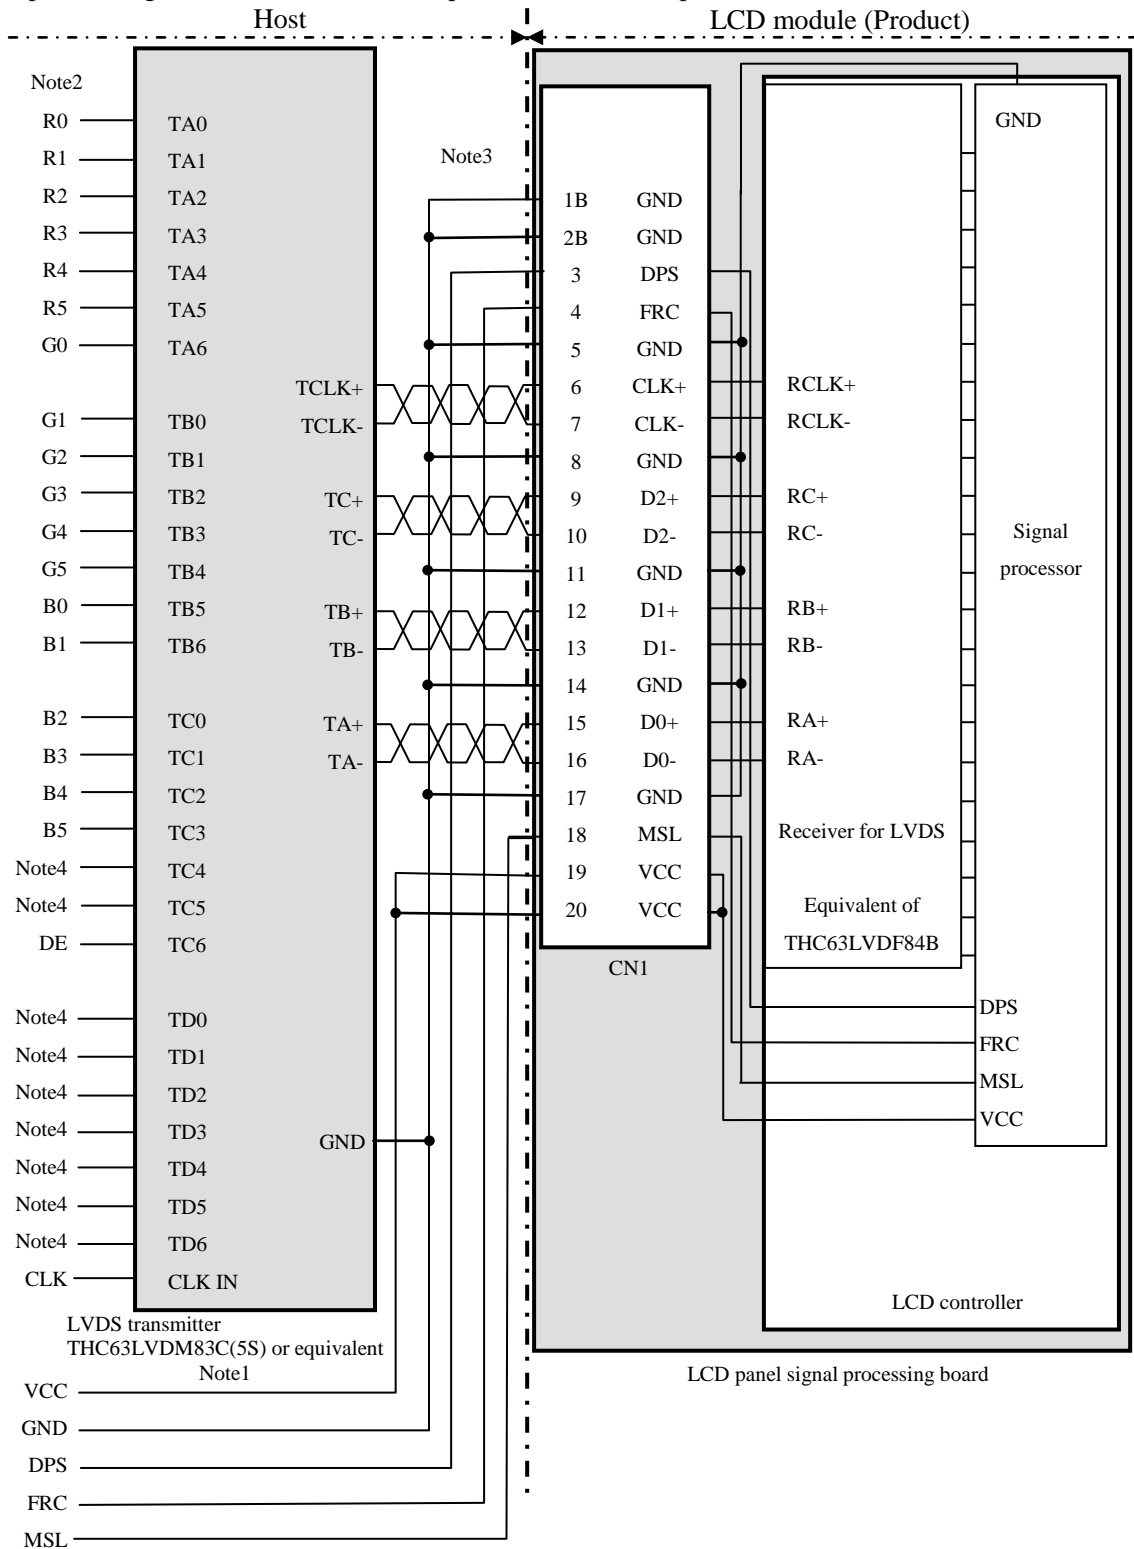 Host
LCD module (Product)
Note2
R0 TA0
R1 TA1
R2 TA2
R3 TA3
R4 TA4
R5 TA5
G0 TA6
G1 TB0
G2 TB1
G3 TB2
G4 TB3
G5 TB4
B0 TB5
B1 TB6
B2 TC0
B3 TC1
B4 TC2
B5 TC3
Note4 TC4
Note4 TC5
DE TC6
Note4 TD0
Note4 TD1
Note4 TD2
Note4 TD3
Note4 TD4
Note4 TD5
Note4 TD6
CLK CLK IN
TCLK+
TCLK-
TC+
TC-
TB+
TB-
TA+
TA-
GND
LVDS transmitter
THC63LVDM83C(5S) or equivalent
Note1
VCC
GND
DPS
FRC
MSL
Note3
1B GND
2B GND
3 DPS
4 FRC
5 GND
6 CLK+
7 CLK-
8 GND
9 D2+
10 D2-
11 GND
12 D1+
13 D1-
14 GND
15 D0+
16 D0-
17 GND
18 MSL
19 VCC
20 VCC
CN1
RCLK+
RCLK-
RC+
RC-
RB+
RB-
RA+
RA-
Receiver for LVDS
Equivalent of
THC63LVDF84B
GND
Signal
processor
DPS
FRC
MSL
VCC
LCD controller
LCD panel signal processing board